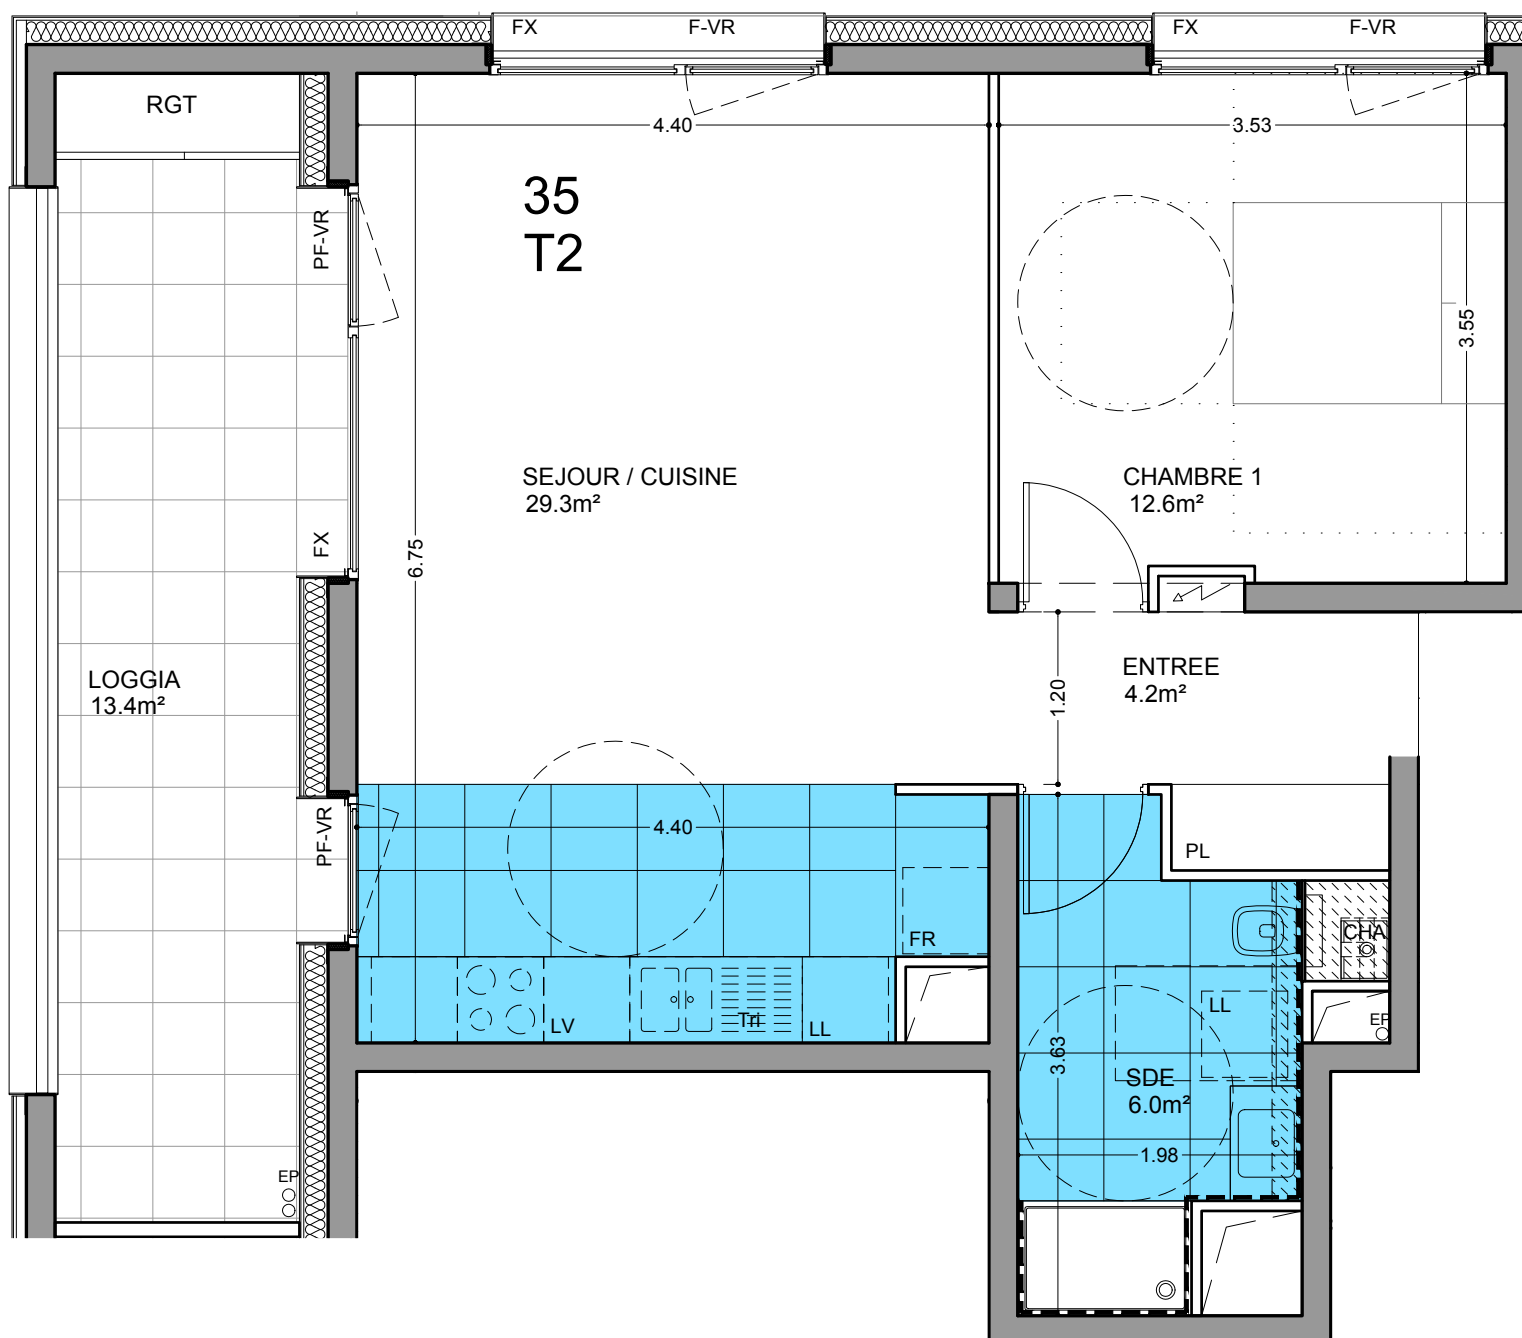 FX
F-VR
FX
F-VR
RGT
4.40
3.53
35
T2
PF-VR
3.55
SEJOUR / CUISINE
29.3m²
CHAMBRE 1
12.6m²
FX
6.75
LOGGIA
13.4m²
ENTREE
4.2m²
1.20
PF-VR
4.40
PL
FR
CHA
LV
Tri
LL
LL
EP
3.63
SDE
6.0m²
1.98
EP